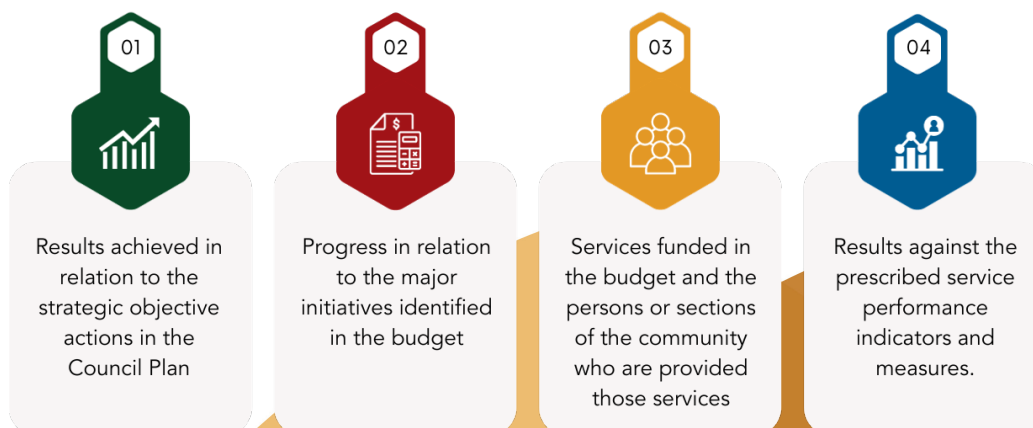 01
Results achieved in
relation to the
strategic objective
actions in the
Council Plan
02
$
Progress in relation
to the major
initiatives identified
in the budget
03
Services funded in
the budget and the
persons or sections
of the community
who are provided
those services
04
Results against the
prescribed service
performance
indicators and
measures.